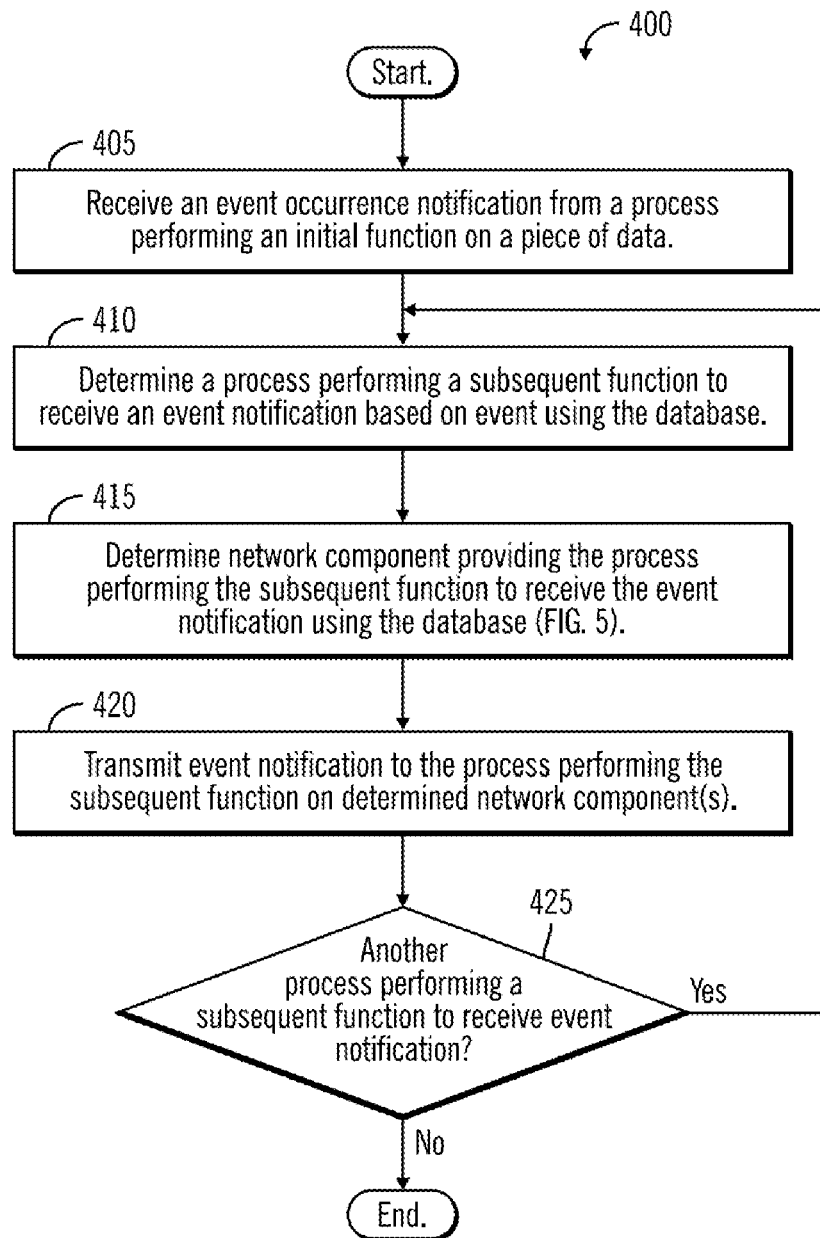 400
Start.
405
Receive an event occurrence notification from a process
performing an initial function on a piece of data.
410
Determine a process performing a subsequent function to
receive an event notification based on event using the database.
415
Determine network component providing the process
performing the subsequent function to receive the event
notification using the database (FIG. 5).
420
Transmit event notification to the process performing the
subsequent function on determined network component(s).
425
Another
process performing a
subsequent function to receive event
notification?
Yes
No
End.